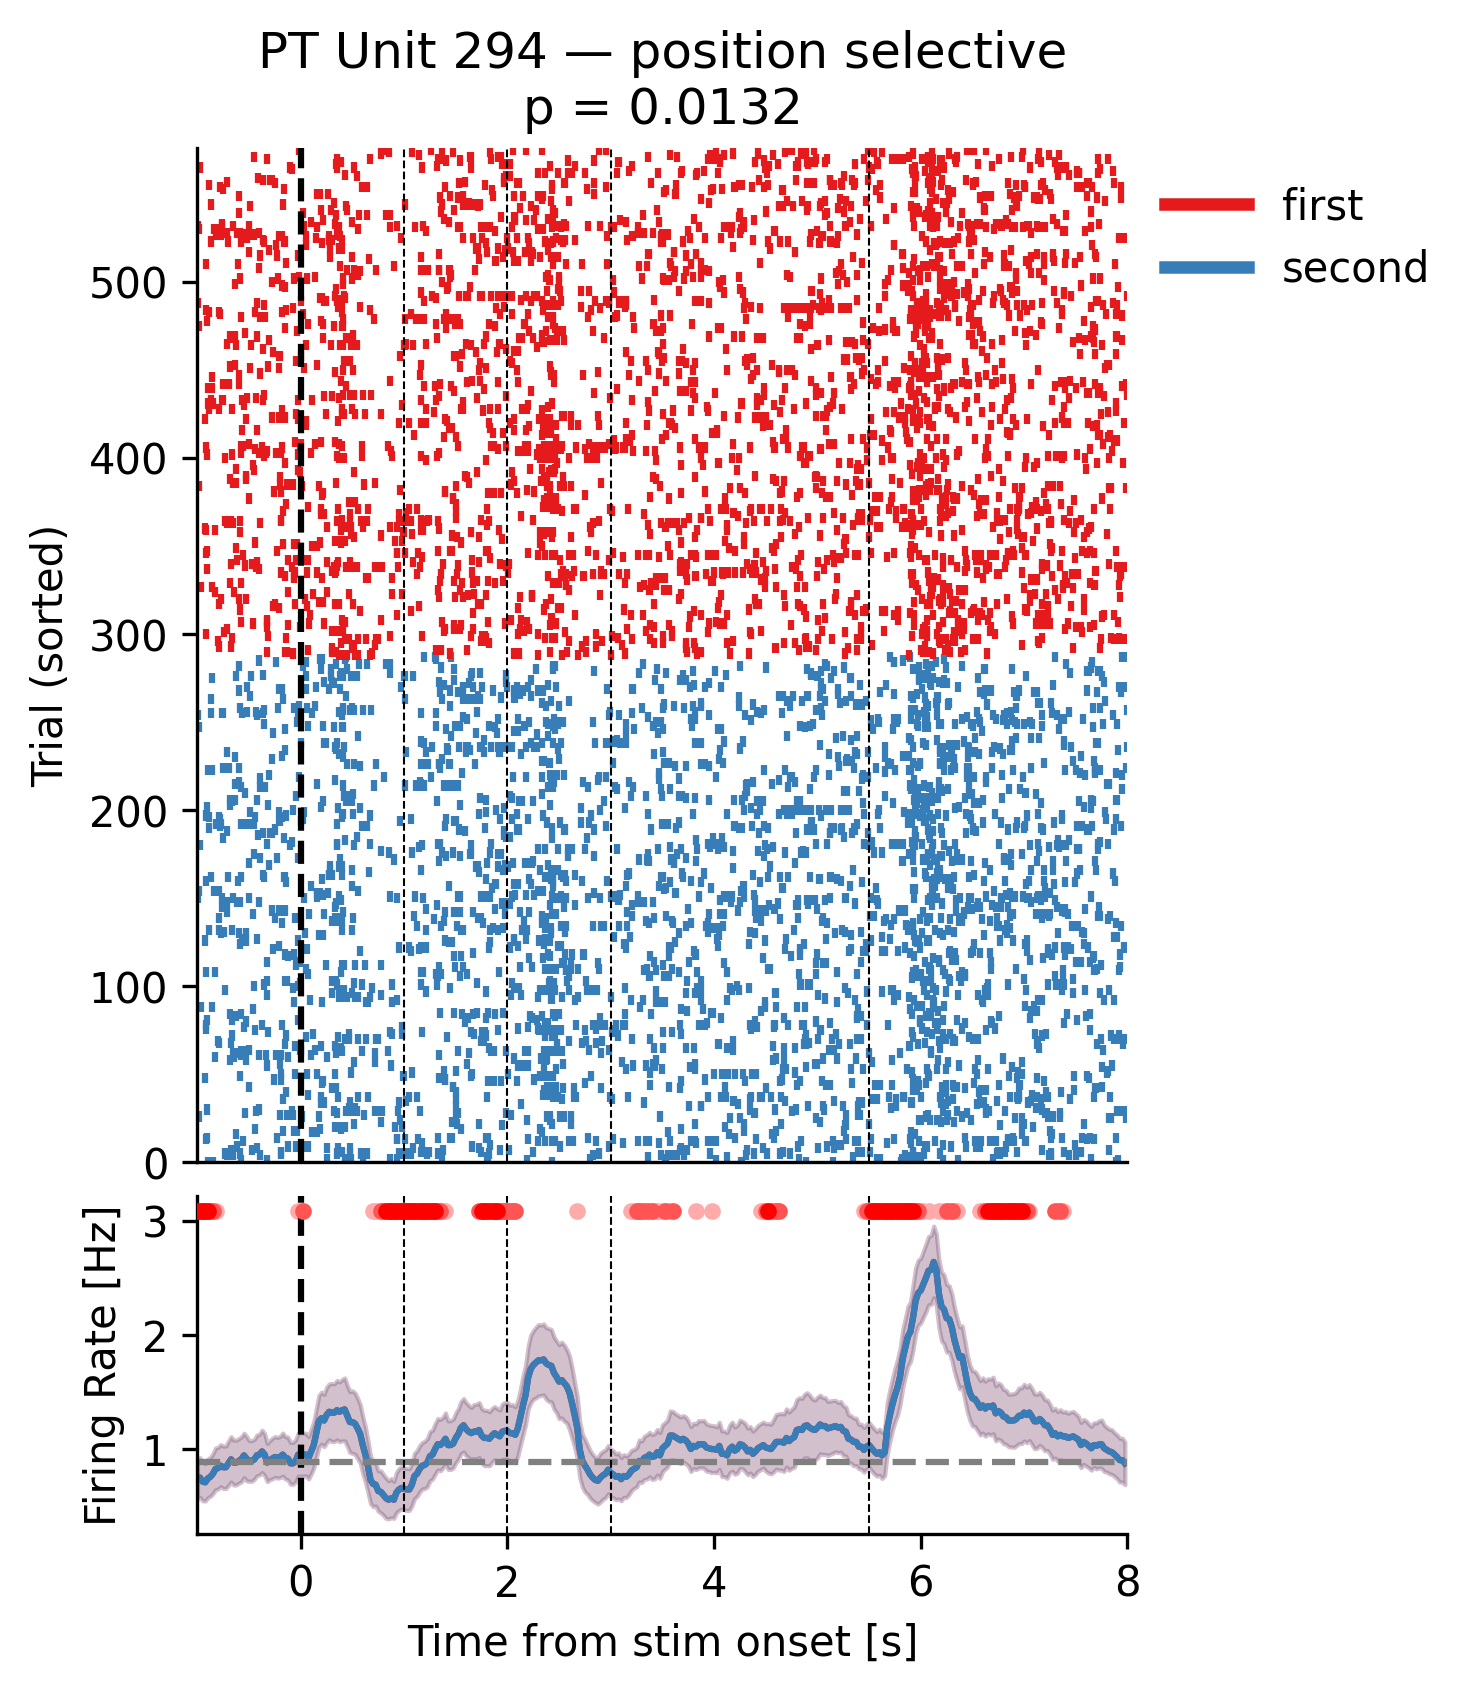 PT Unit 294 — position selective
p = 0.0132
first
second
500
400
300
200
100
0
Trial (sorted)
3
2
1
Firing Rate [Hz]
0 2 4 6 8
Time from stim onset [s]